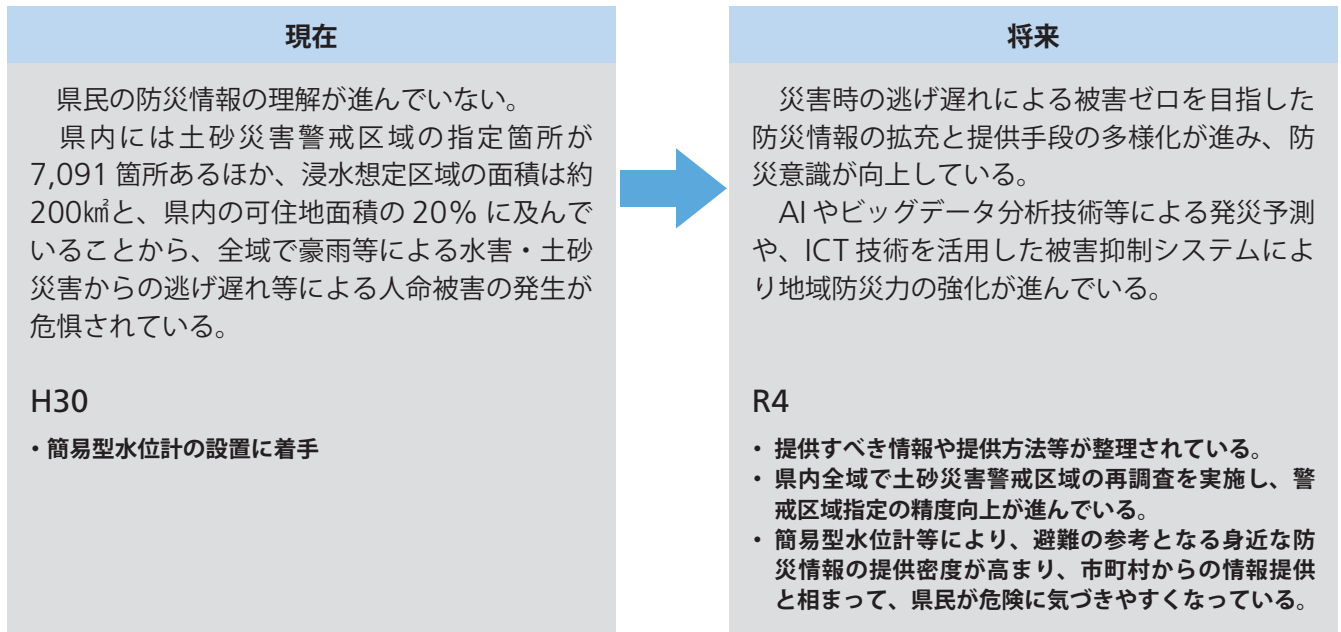 現在
県民の防災情報の理解が進んでいない。
県内には土砂災害警戒区域の指定箇所が
7,091 箇所あるほか、浸水想定区域の面積は約
200㎢と、県内の可住地面積の 20% に及んで
いることから、全域で豪雨等による水害・土砂
災害からの逃げ遅れ等による人命被害の発生が
危惧されている。
H30
・簡易型水位計の設置に着手
将来
災害時の逃げ遅れによる被害ゼロを目指した
防災情報の拡充と提供手段の多様化が進み、防
災意識が向上している。
AI やビッグデータ分析技術等による発災予測
や、ICT 技術を活用した被害抑制システムによ
り地域防災力の強化が進んでいる。
R4
・ 提供すべき情報や提供方法等が整理されている。
・ 県内全域で土砂災害警戒区域の再調査を実施し、警
戒区域指定の精度向上が進んでいる。
・ 簡易型水位計等により、避難の参考となる身近な防
災情報の提供密度が高まり、市町村からの情報提供
と相まって、県民が危険に気づきやすくなっている。